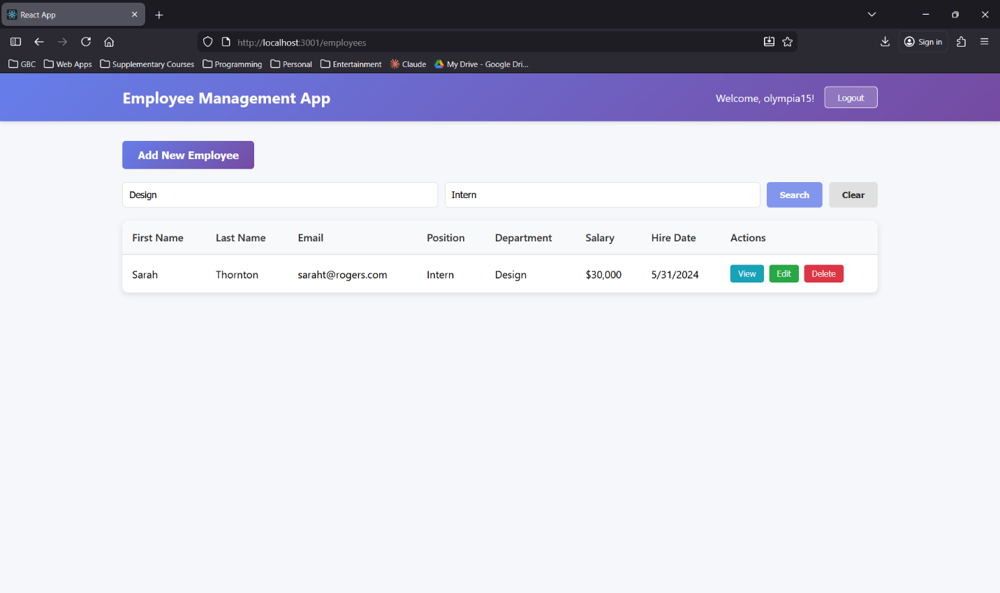 React App
http://localhost:3001/employees
Sign in
GBC Web Apps Supplementary Courses Programming Personal Entertainment Claude My Drive - Google Dri...
Employee Management App
Welcome, olympia15! Logout
Add New Employee
Design Intern Search Clear
First Name Last Name Email Position Department Salary Hire Date Actions
Sarah Thornton saraht@rogers.com Intern Design $30,000 5/31/2024 View Edit Delete